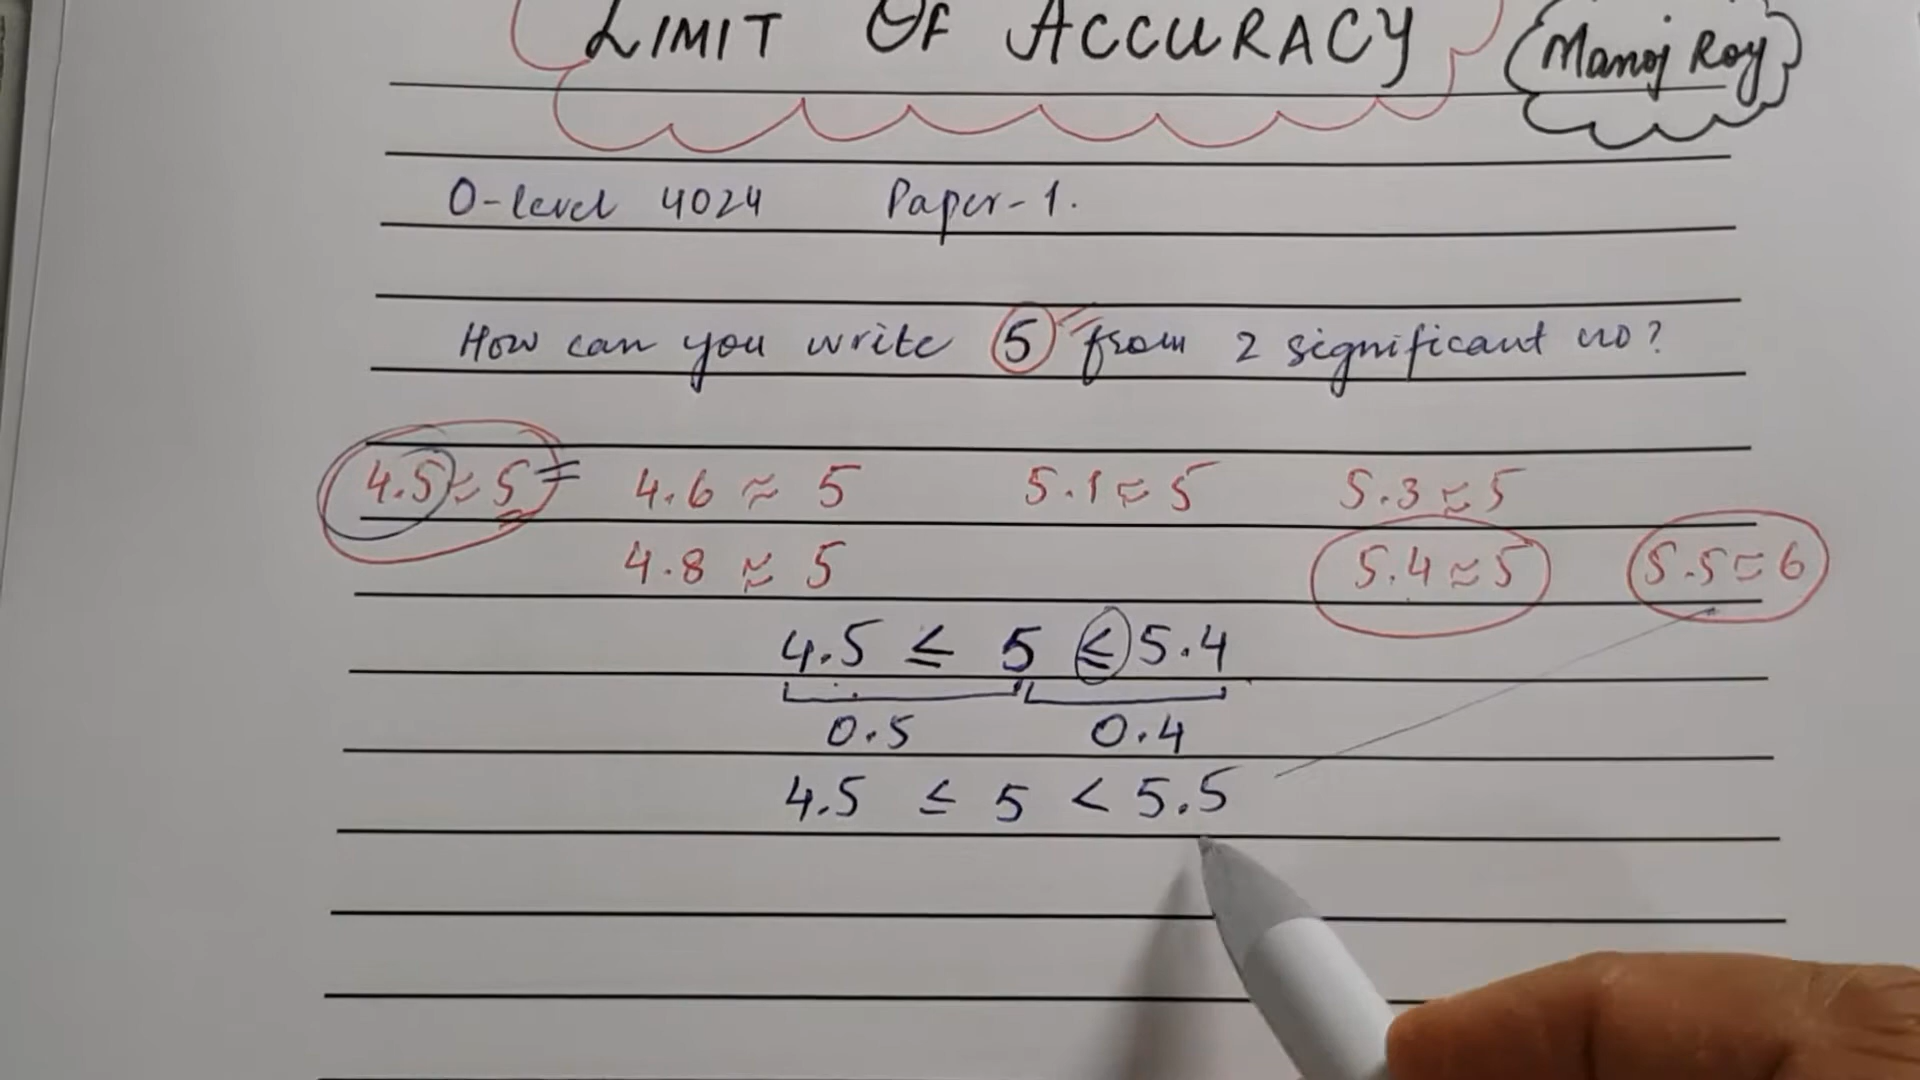 LIMIT OF ACCURACY
Manoj Roy
O-level 4024 Paper-1.
How can you write 5 from 2 significant no?
4.5≈5 4.6 ≈ 5 5.1≈5 5.3≈5
4.8 ≈ 5 5.4≈5 5.5≈6
4.5 ≤ 5 ≤ 5.4
0.5 0.4
4.5 ≤ 5 < 5.5